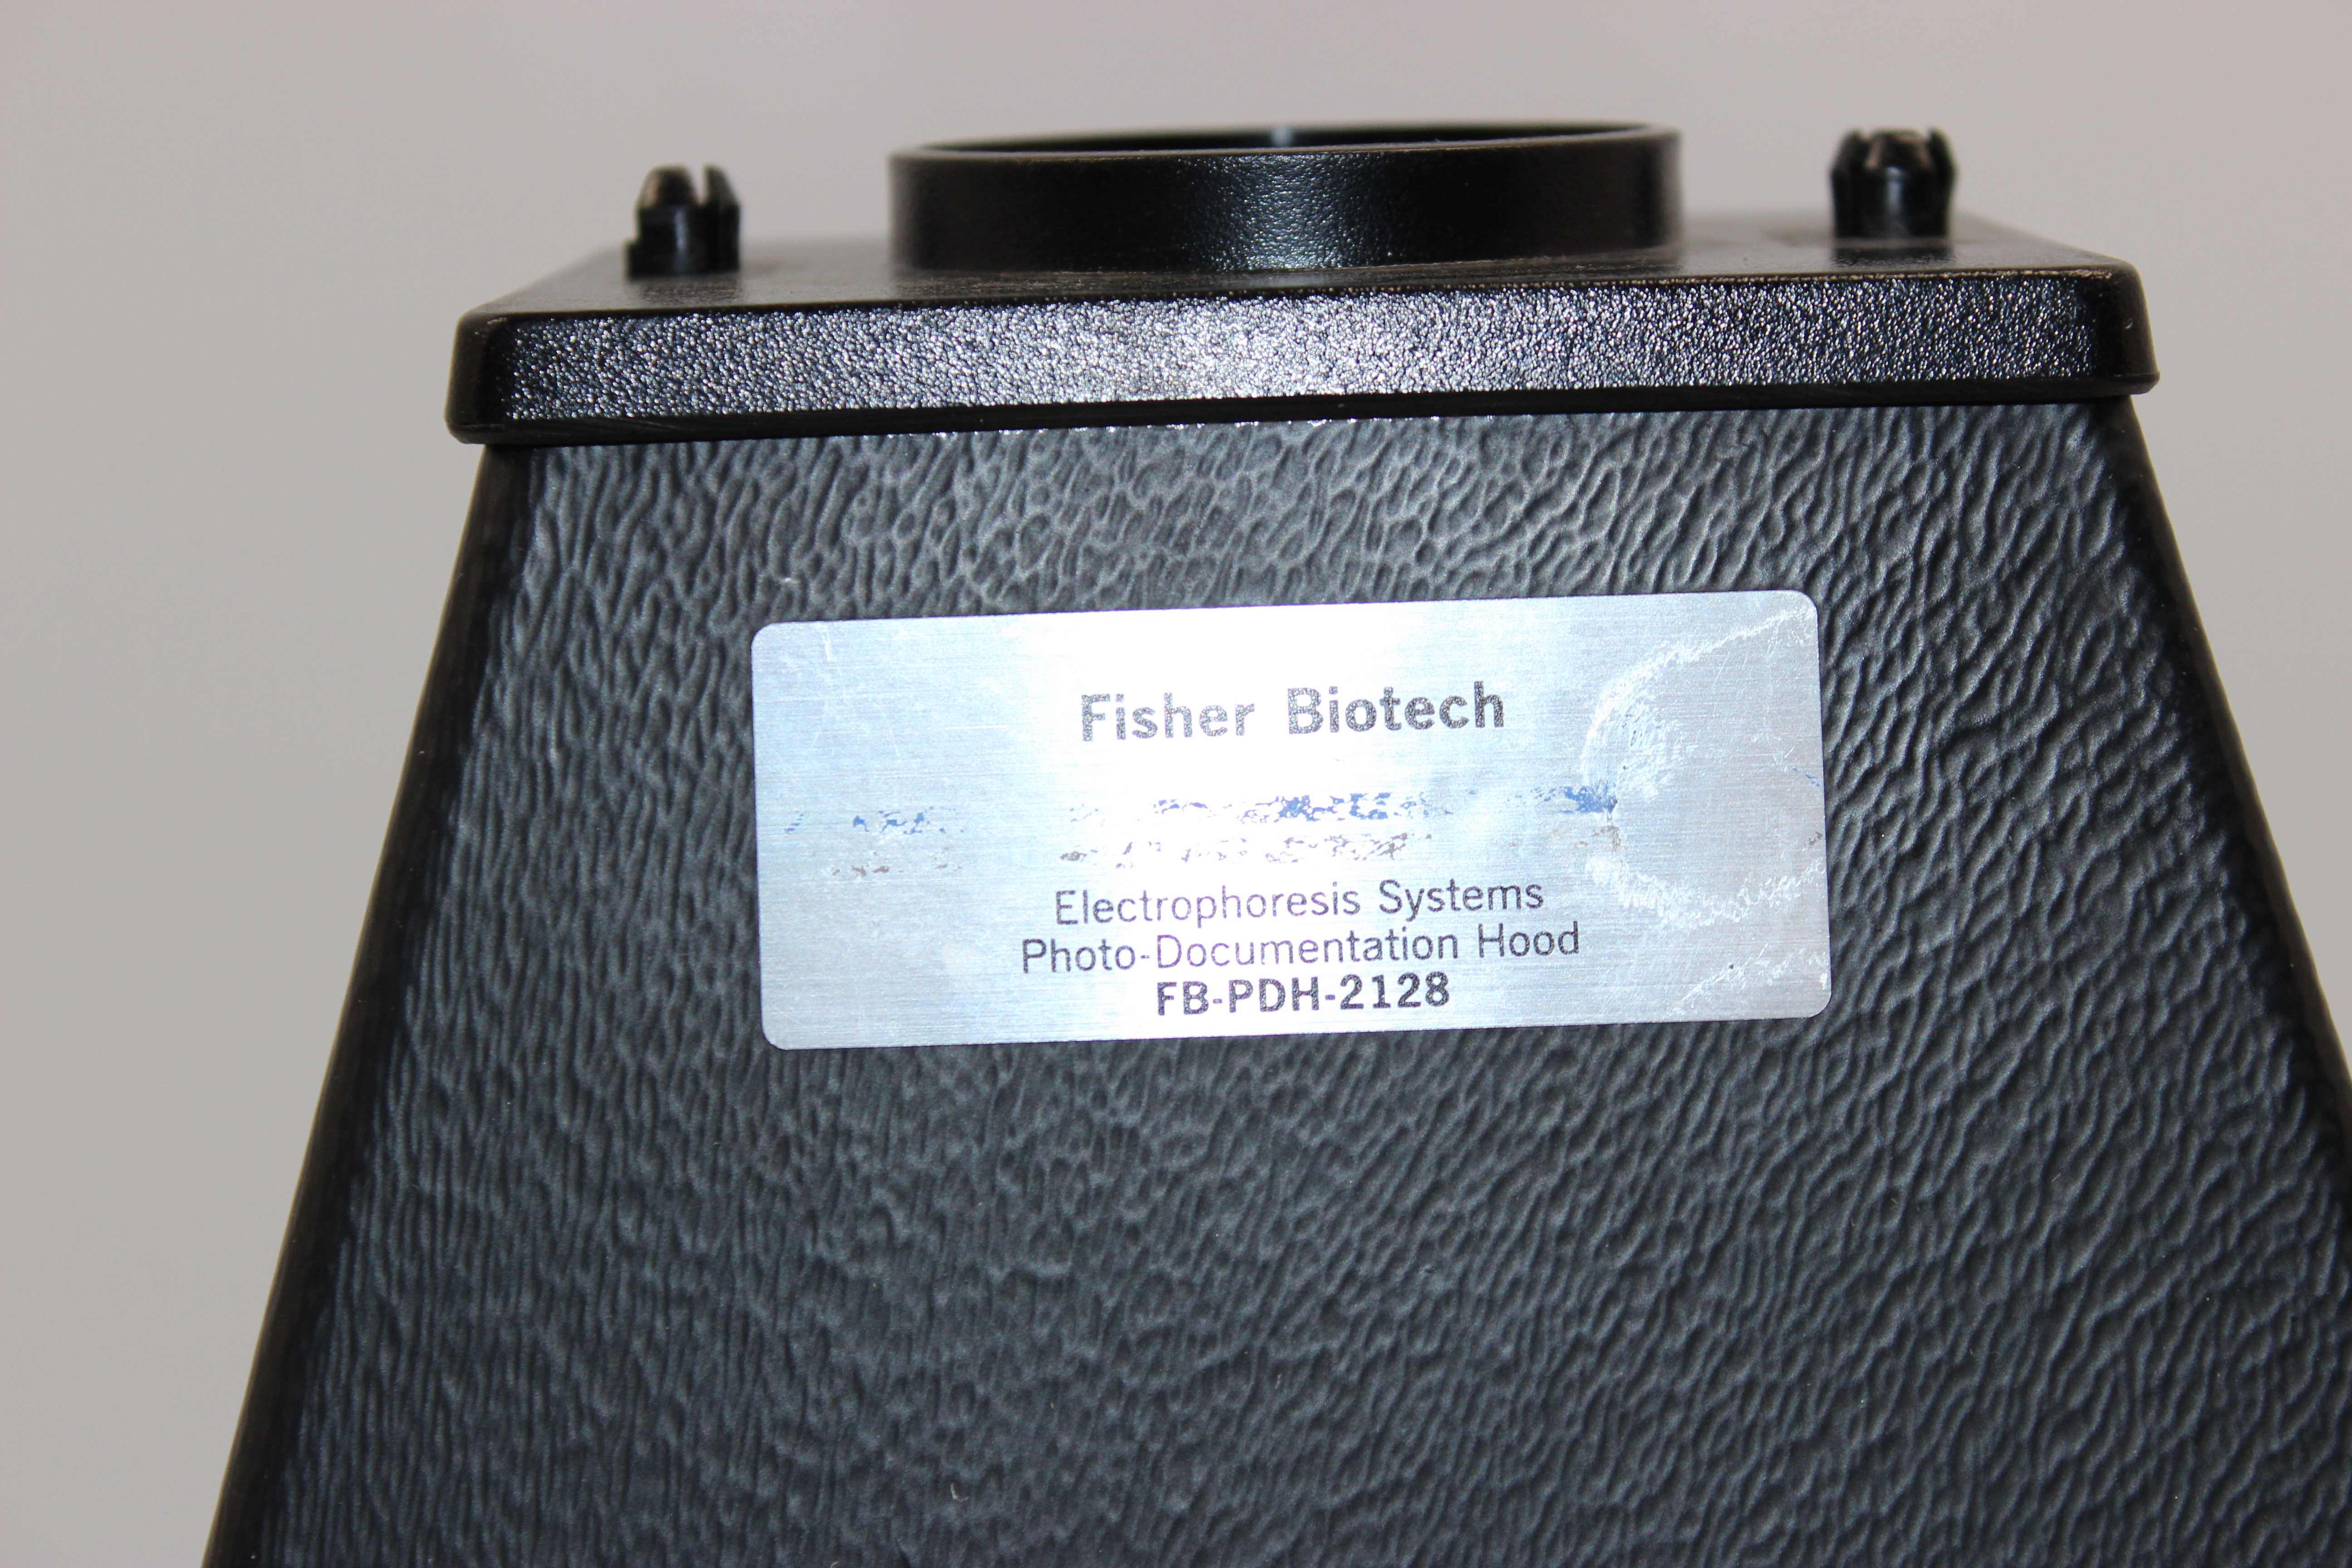 Fisher Biotech
Electrophoresis Systems
Photo-Documentation Hood
FB-PDH-2128